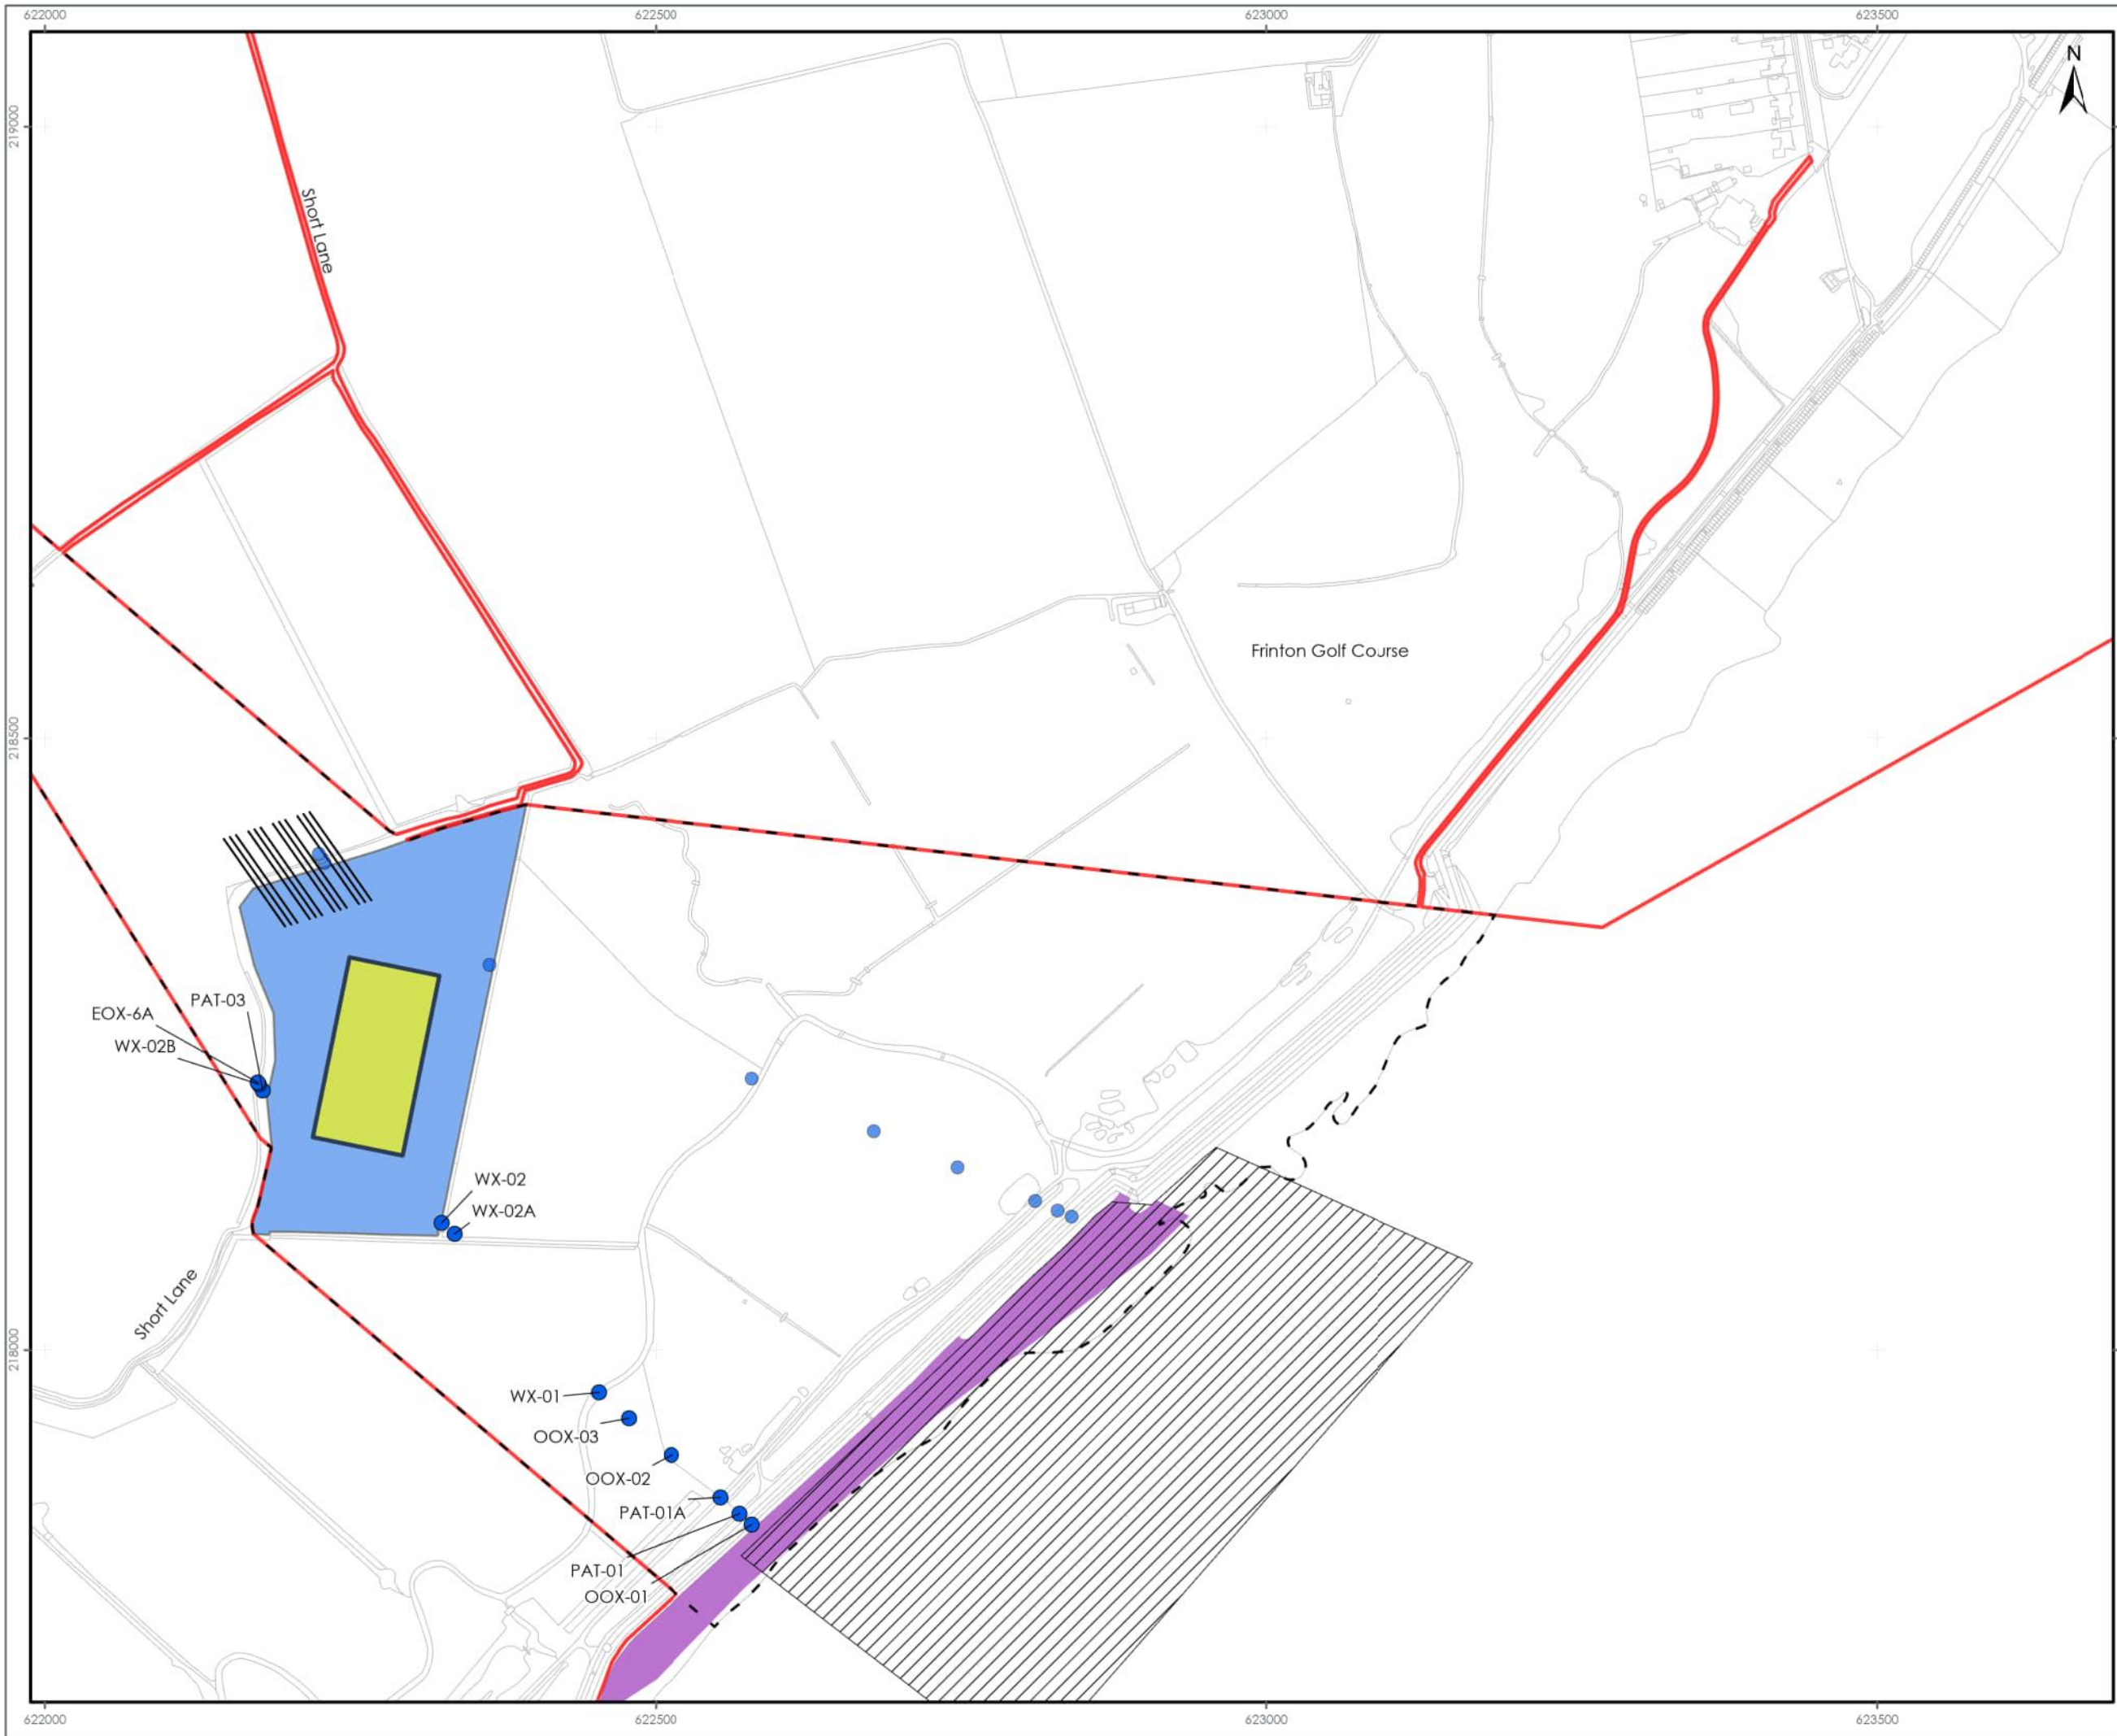 622000
622500
623000
623500
N
219000
Short Lane
Frinton Golf Course
218500
PAT-03
EOX-6A
WX-02B
WX-02
WX-02A
Short Lane
218000
WX-01
OOX-03
OOX-02
PAT-01A
PAT-01
OOX-01
622000
622500
623000
623500